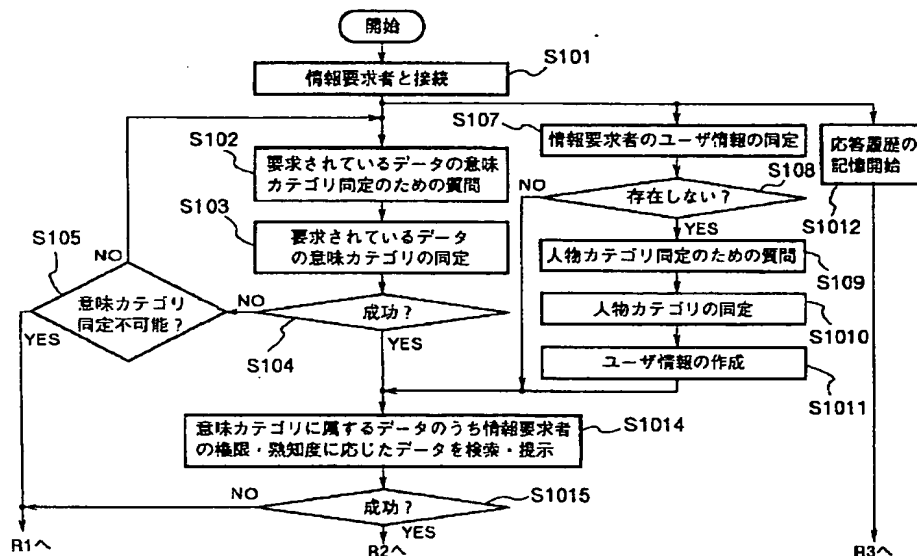 開始
S101
情報要求者と接続
S102
要求されているデータの意味
カテゴリ同定のための質問
S103
要求されているデータ
の意味カテゴリの同定
S105
NO
意味カテゴリ
同定不可能？
YES
NO
成功？
S104
YES
S107
情報要求者のユーザ情報の同定
S108
NO
存在しない？
YES
人物カテゴリ同定のための質問
S109
人物カテゴリの同定
S1010
ユーザ情報の作成
S1011
応答履歴の
記憶開始
S1012
意味カテゴリに属するデータのうち情報要求者
の権限・熟知度に応じたデータを検索・提示
S1014
NO
成功？
S1015
YES
R1へ
R2へ
R3へ